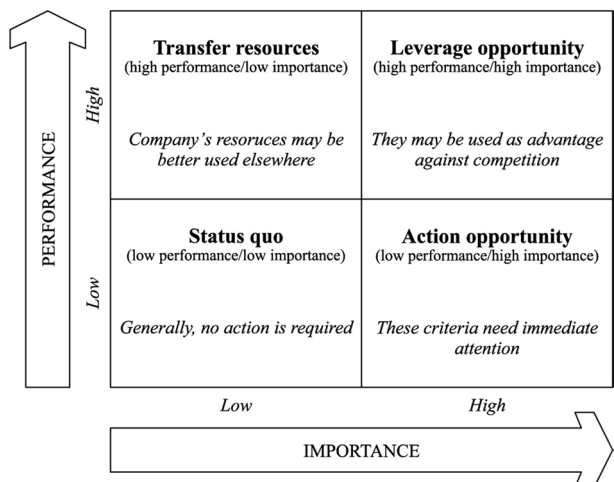 Transfer resources
(high performance/low importance)
Company's resoruces may be
better used elsewhere
Leverage opportunity
(high performance/high importance)
They may be used as advantage
against competition
High
PERFORMANCE
Status quo
(low performance/low importance)
Generally, no action is required
Action opportunity
(low performance/high importance)
These criteria need immediate
attention
Low
Low
High
IMPORTANCE